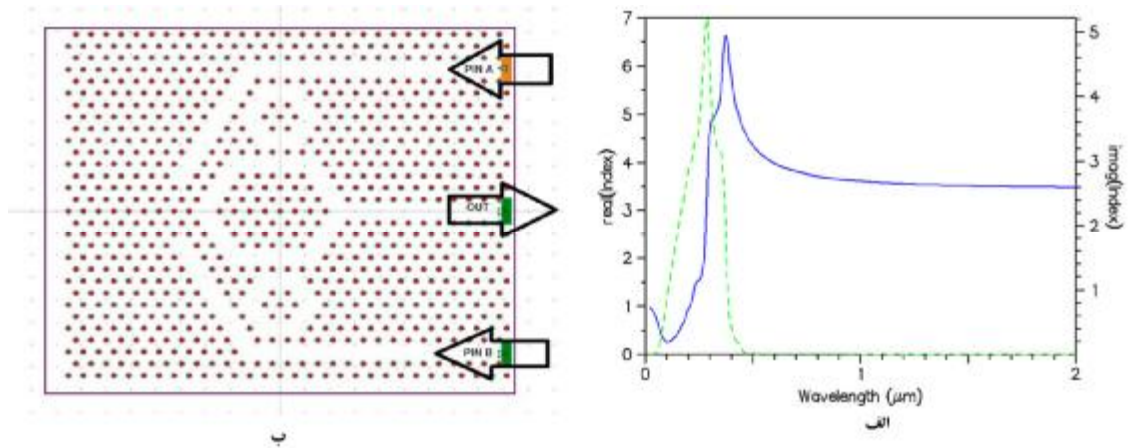 PIN A
OUT
PIN B
ب
7
6
5
4
3
2
1
0
real(Index)
5
4
3
2
1
imag(Index)
0
1
2
Wavelength (μm)
الف